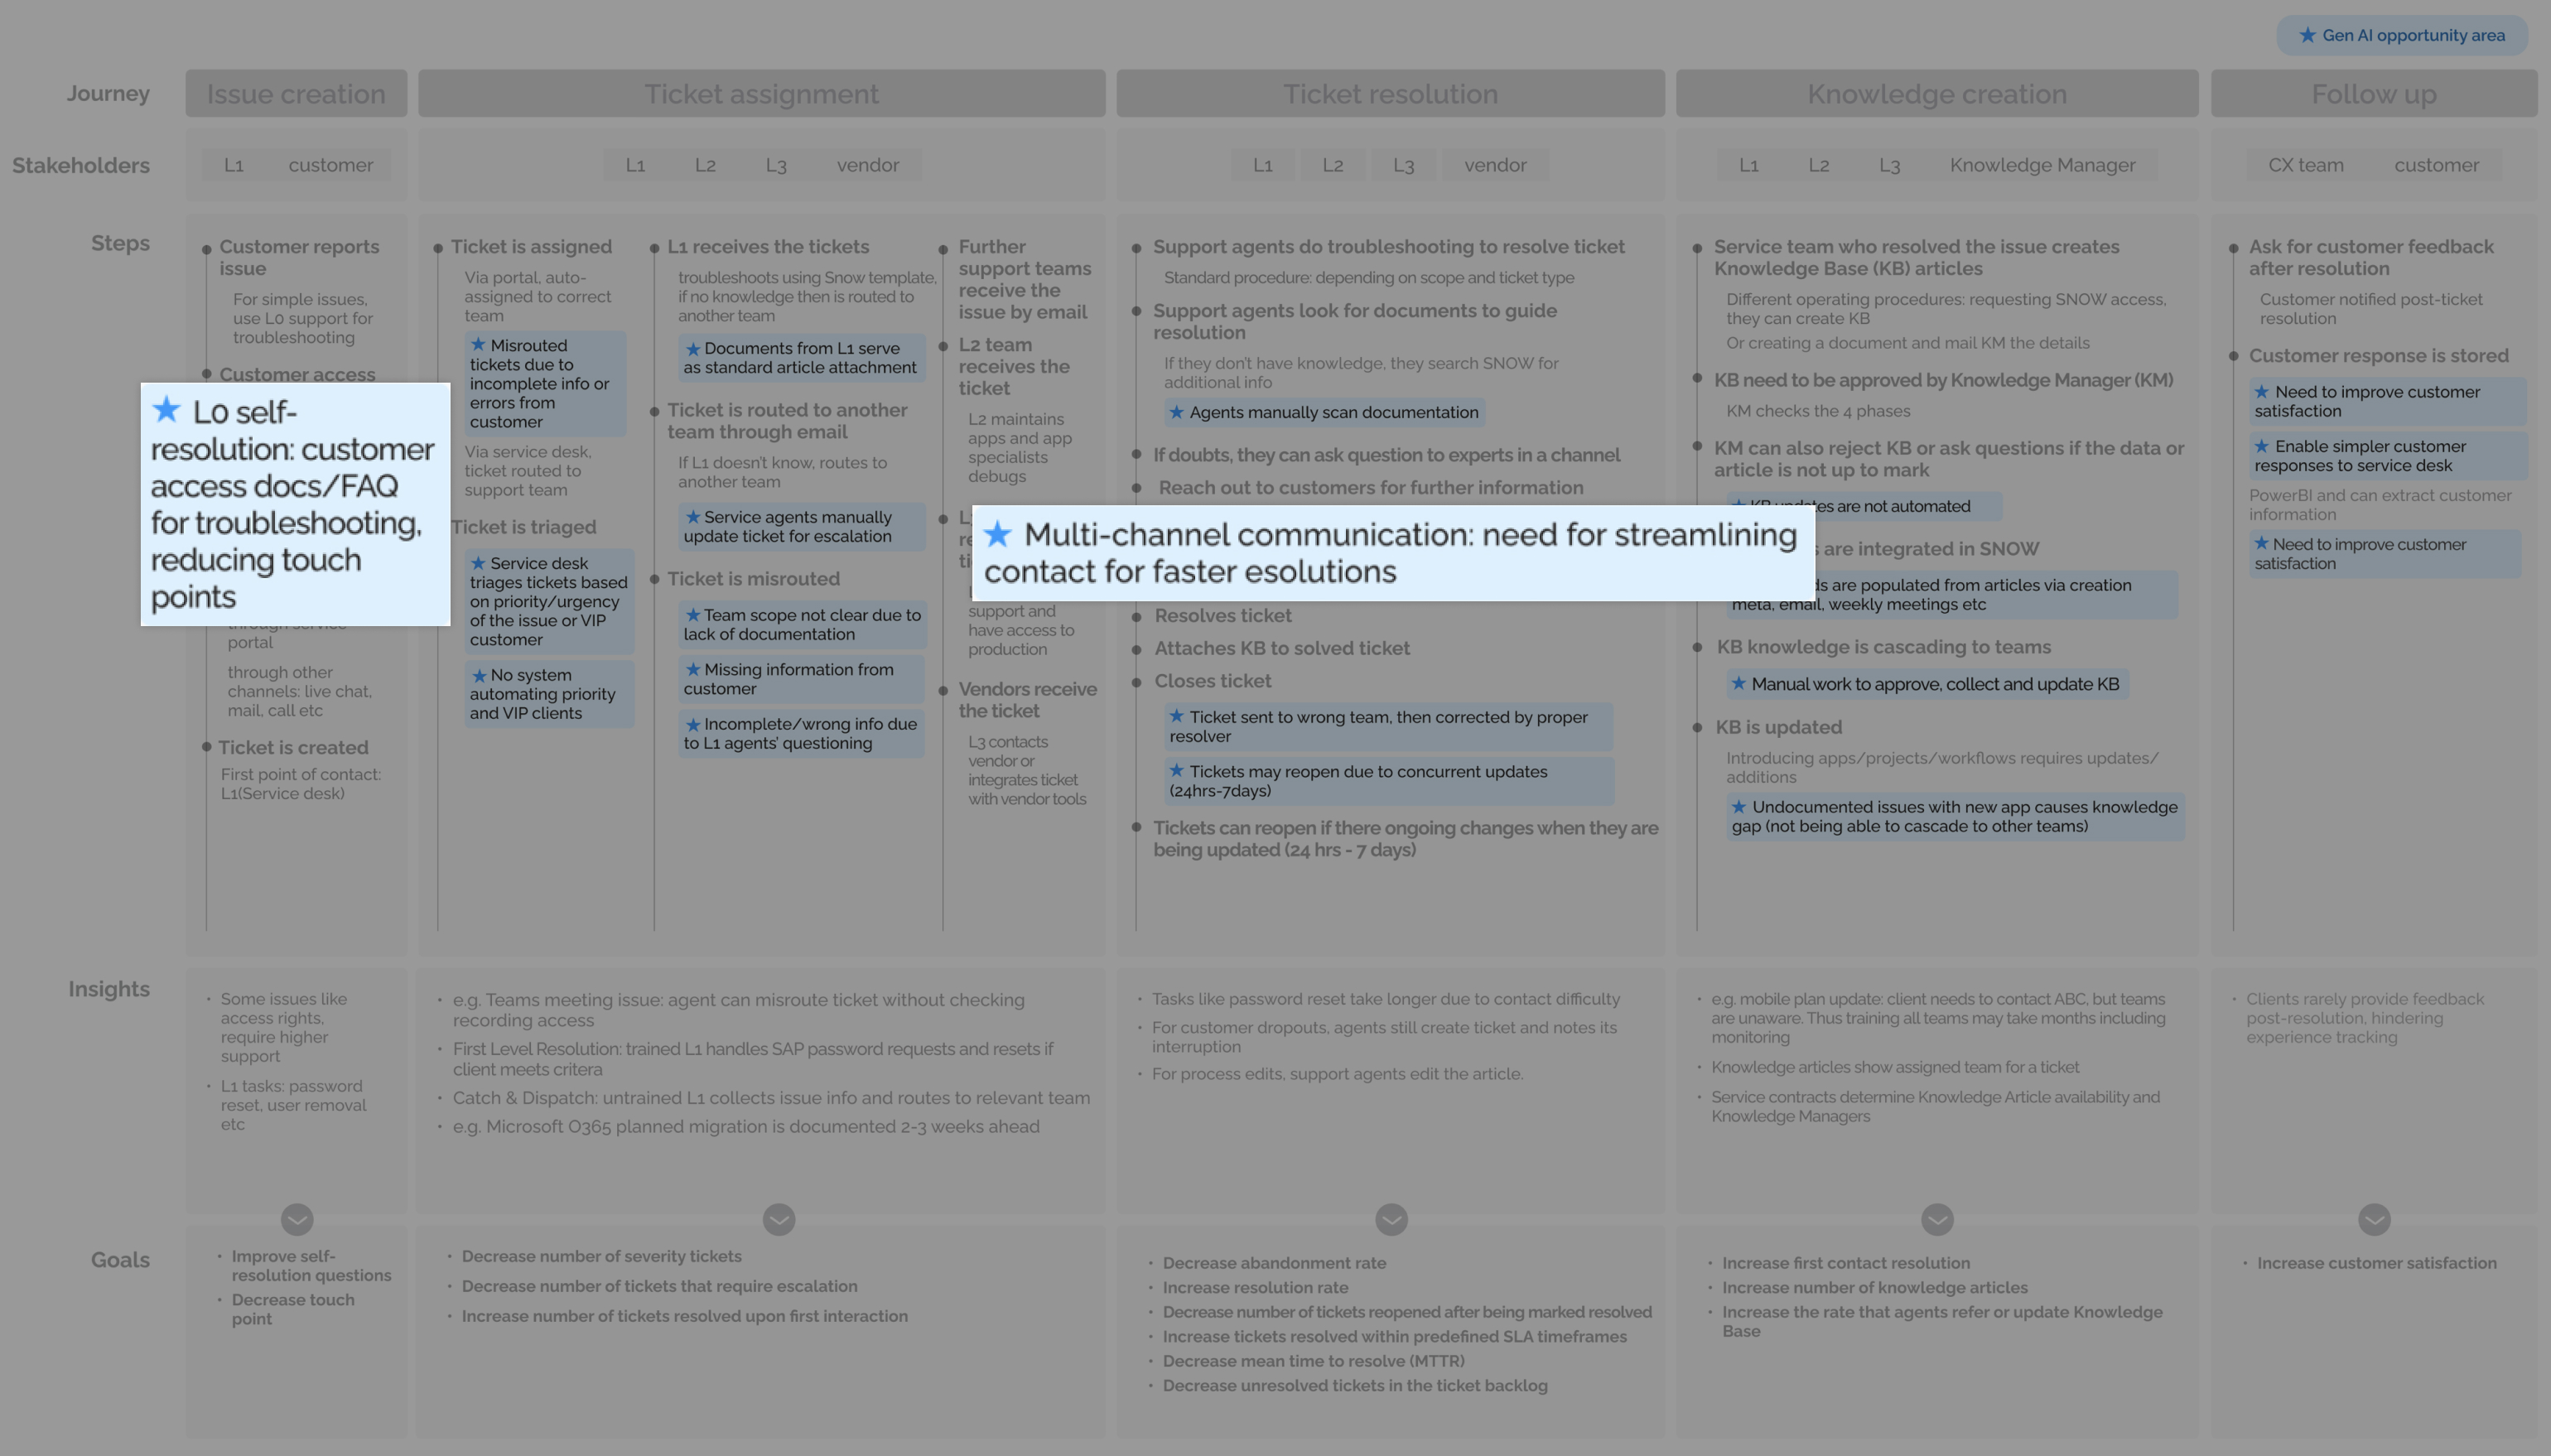 ★ Gen AI opportunity area
Journey
Issue creation
Ticket assignment
Ticket resolution
Knowledge creation
Follow up
Stakeholders
L1 customer
L1 L2 L3 vendor
L1 L2 L3 vendor
L1 L2 L3 Knowledge Manager
CX team customer
Steps
Customer reports
issue
For simple issues,
use L0 support for
troubleshooting
Customer access
★ L0 self-
resolution: customer
access docs/FAQ
for troubleshooting,
reducing touch
points
through service
portal
through other
channels: live chat,
mail, call etc
Ticket is created
First point of contact:
L1(Service desk)
Ticket is assigned
Via portal, auto-
assigned to correct
team
★ Misrouted
tickets due to
incomplete info or
errors from
customer
Via service desk,
ticket routed to
support team
Ticket is triaged
★ Service desk
triages tickets based
on priority/urgency
of the issue or VIP
customer
★ No system
automating priority
and VIP clients
L1 receives the tickets
troubleshoots using Snow template,
if no knowledge then is routed to
another team
★ Documents from L1 serve
as standard article attachment
Ticket is routed to another
team through email
If L1 doesn't know, routes to
another team
★ Service agents manually
update ticket for escalation
Ticket is misrouted
★ Team scope not clear due to
lack of documentation
★ Missing information from
customer
★ Incomplete/wrong info due
to L1 agents' questioning
Further
support teams
receive the
issue by email
L2 team
receives the
ticket
L2 maintains
apps and app
specialists
debugs
support and
have access to
production
Vendors receive
the ticket
L3 contacts
vendor or
integrates ticket
with vendor tools
Support agents do troubleshooting to resolve ticket
Standard procedure: depending on scope and ticket type
Support agents look for documents to guide
resolution
If they don't have knowledge, they search SNOW for
additional info
★ Agents manually scan documentation
If doubts, they can ask question to experts in a channel
Reach out to customers for further information
★ Multi-channel communication: need for streamlining
contact for faster esolutions
Resolves ticket
Attaches KB to solved ticket
Closes ticket
★ Ticket sent to wrong team, then corrected by proper
resolver
★ Tickets may reopen due to concurrent updates
(24hrs-7days)
Tickets can reopen if there ongoing changes when they are
being updated (24 hrs - 7 days)
Service team who resolved the issue creates
Knowledge Base (KB) articles
Different operating procedures: requesting SNOW access,
they can create KB
Or creating a document and mail KM the details
KB need to be approved by Knowledge Manager (KM)
KM checks the 4 phases
KM can also reject KB or ask questions if the data or
article is not up to mark
★ KB updates are not automated
are integrated in SNOW
are populated from articles via creation
meta, email, weekly meetings etc
KB knowledge is cascading to teams
★ Manual work to approve, collect and update KB
KB is updated
Introducing apps/projects/workflows requires updates/
additions
★ Undocumented issues with new app causes knowledge
gap (not being able to cascade to other teams)
Ask for customer feedback
after resolution
Customer notified post-ticket
resolution
Customer response is stored
★ Need to improve customer
satisfaction
★ Enable simpler customer
responses to service desk
PowerBI and can extract customer
information
★ Need to improve customer
satisfaction
Insights
• Some issues like
access rights,
require higher
support
• L1 tasks: password
reset, user removal
etc
• e.g. Teams meeting issue: agent can misroute ticket without checking
recording access
• First Level Resolution: trained L1 handles SAP password requests and resets if
client meets critera
• Catch & Dispatch: untrained L1 collects issue info and routes to relevant team
• e.g. Microsoft O365 planned migration is documented 2-3 weeks ahead
• Tasks like password reset take longer due to contact difficulty
• For customer dropouts, agents still create ticket and notes its
interruption
• For process edits, support agents edit the article.
• e.g. mobile plan update: client needs to contact ABC, but teams
are unaware. Thus training all teams may take months including
monitoring
• Knowledge articles show assigned team for a ticket
• Service contracts determine Knowledge Article availability and
Knowledge Managers
• Clients rarely provide feedback
post-resolution, hindering
experience tracking
Goals
• Improve self-
resolution questions
• Decrease touch
point
• Decrease number of severity tickets
• Decrease number of tickets that require escalation
• Increase number of tickets resolved upon first interaction
• Decrease abandonment rate
• Increase resolution rate
• Decrease number of tickets reopened after being marked resolved
• Increase tickets resolved within predefined SLA timeframes
• Decrease mean time to resolve (MTTR)
• Decrease unresolved tickets in the ticket backlog
• Increase first contact resolution
• Increase number of knowledge articles
• Increase the rate that agents refer or update Knowledge
Base
• Increase customer satisfaction